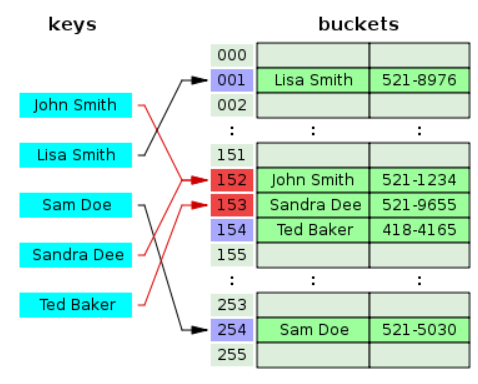 keys
buckets
John Smith
Lisa Smith
Sam Doe
Sandra Dee
Ted Baker
000
001 Lisa Smith 521-8976
002
: : :
151
152 John Smith 521-1234
153 Sandra Dee 521-9655
154 Ted Baker 418-4165
155
: : :
253
254 Sam Doe 521-5030
255